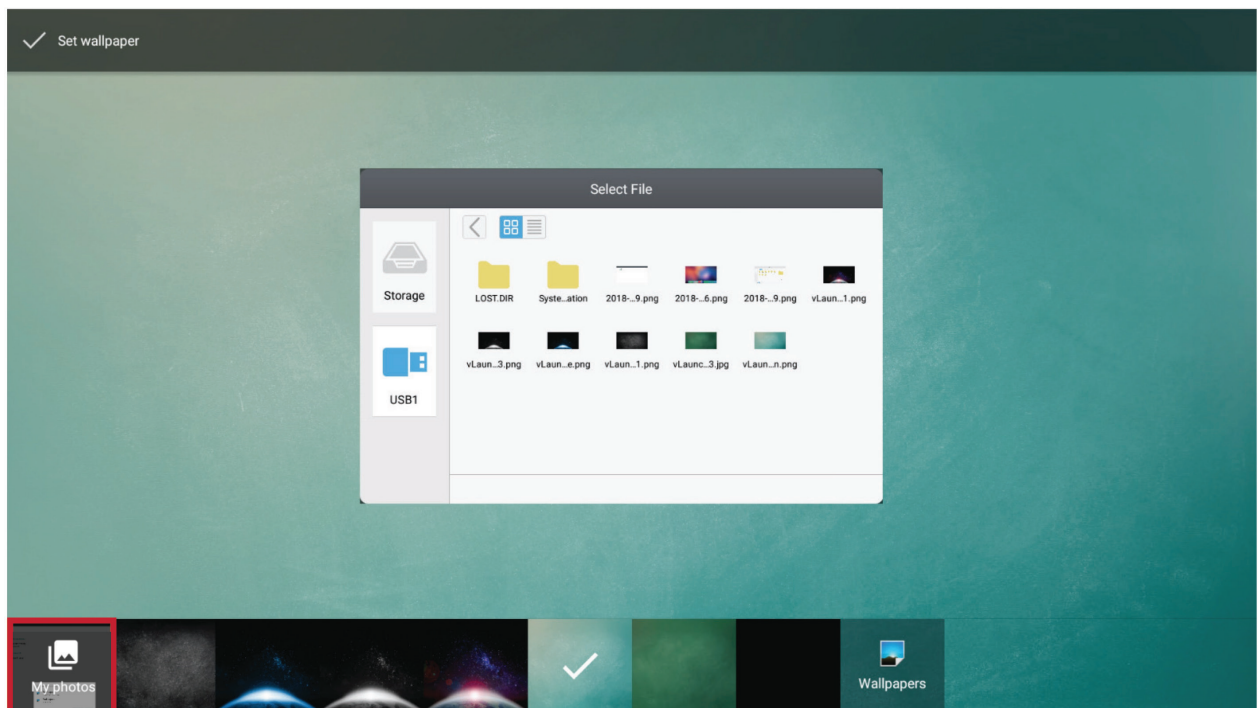 Set wallpaper
Select File
Storage
USB1
LOST.DIR Syste...ation 2018-...9.png 2018-...6.png 2018-...9.png vLaun...1.png
vLaun...3.png vLaun...e.png vLaun...1.png vLaunc...3.jpg vLaun...n.png
My photos
Wallpapers